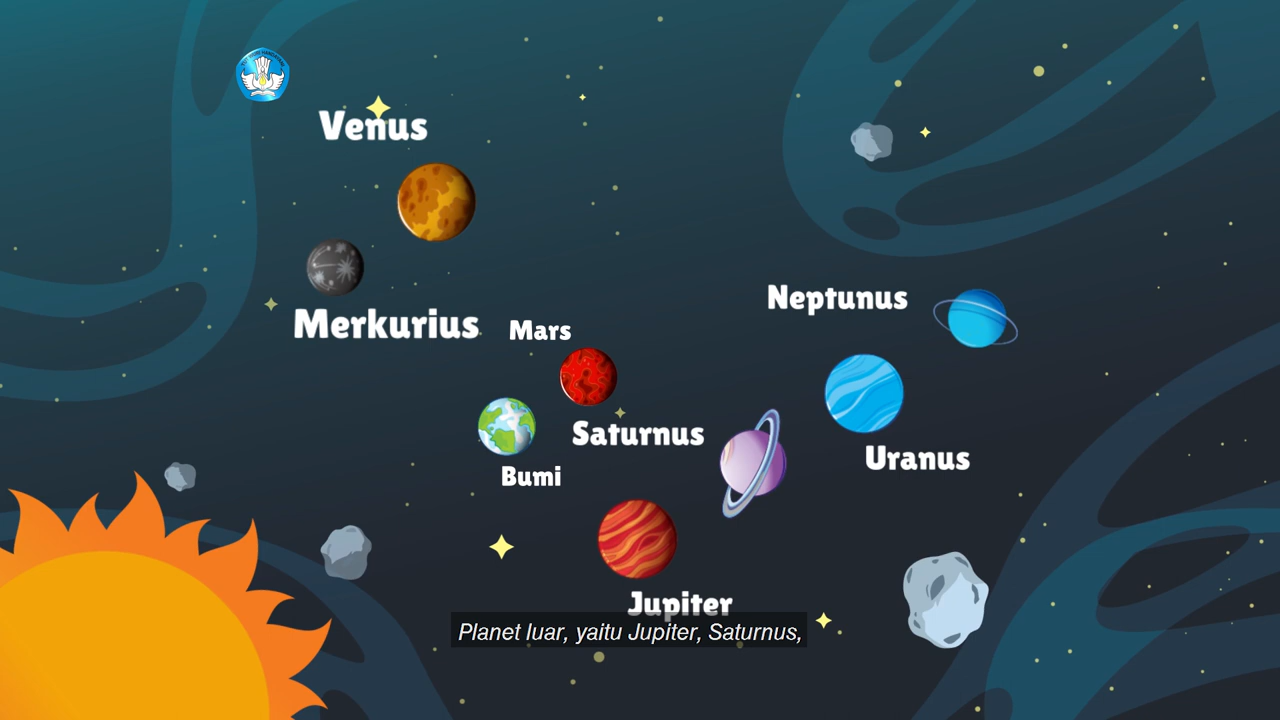 Venus
Merkurius
Mars
Neptunus
Saturnus
Bumi
Uranus
Jupiter
Planet luar, yaitu Jupiter, Saturnus,